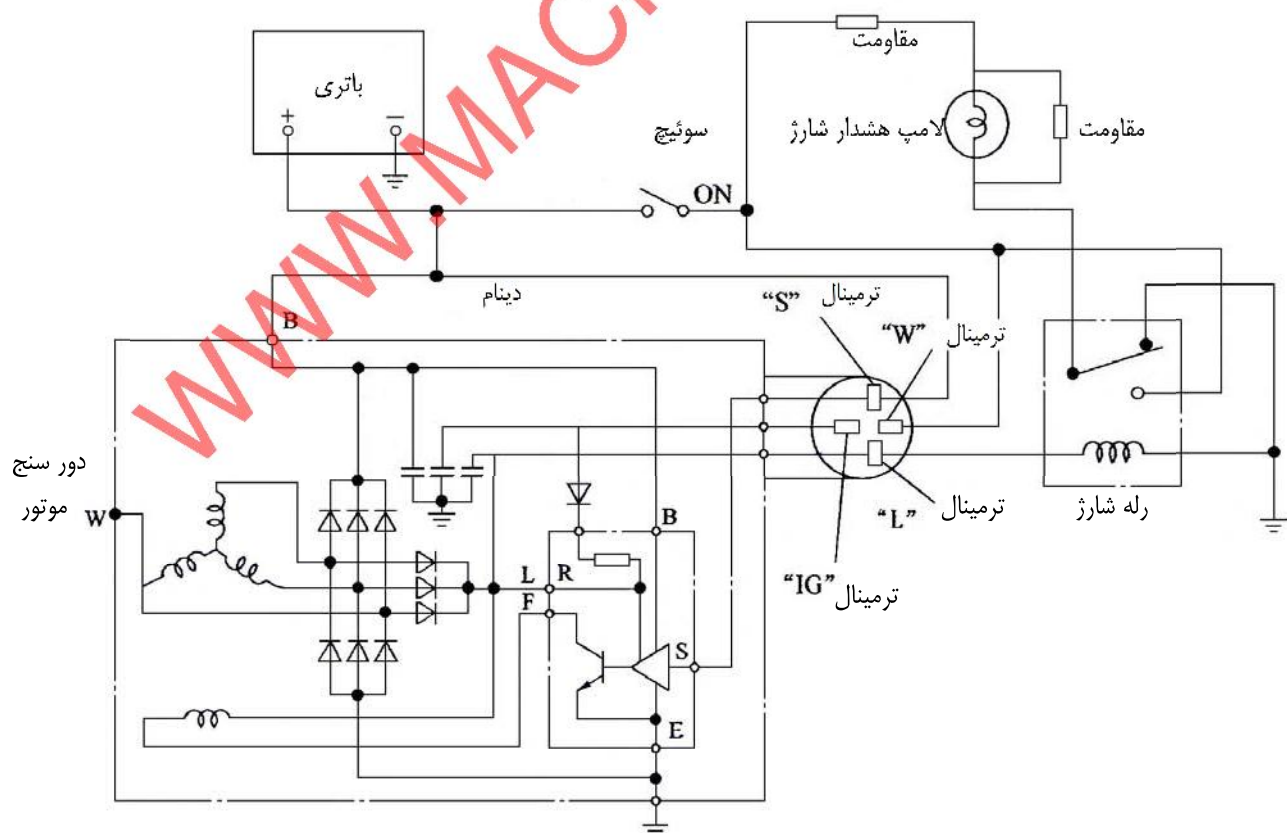 WWW.MAC
باتری
+
−
سوئیچ
ON
مقاومت
لامپ هشدار شارژ
مقاومت
دینام
B
ترمینال “S”
ترمینال “W”
ترمینال “L”
ترمینال “IG”
رله شارژ
دور سنج
موتور
W
B
L
R
F
S
E